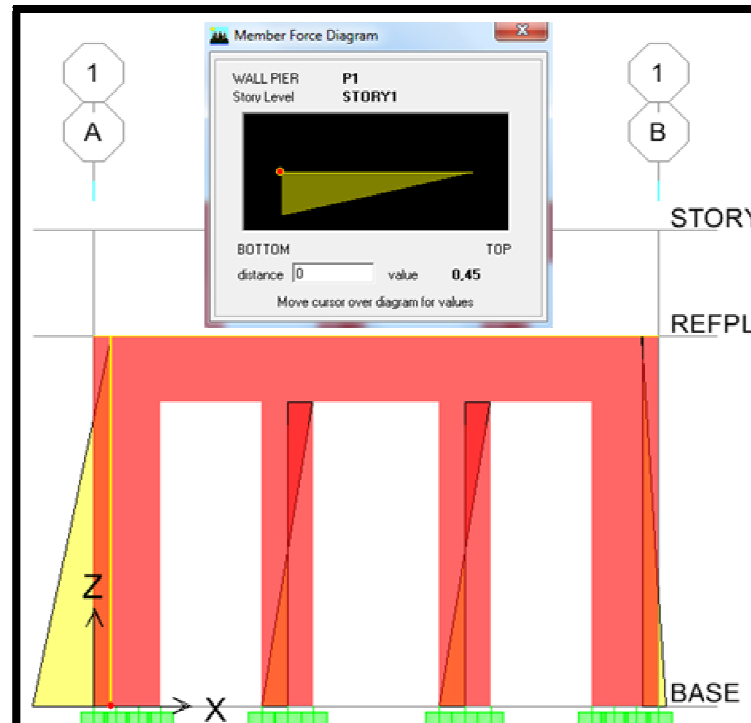 Member Force Diagram
WALL PIER P1
Story Level STORY1
BOTTOM TOP
distance 0 value 0,45
Move cursor over diagram for values
1 1
A B
STORY
REFPL
Z
X
BASE